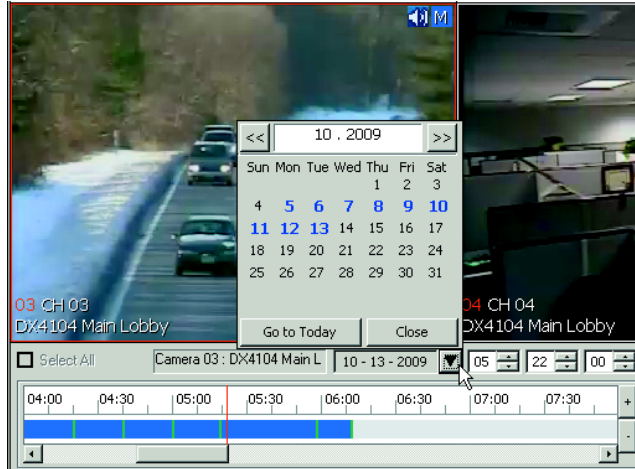 M
<< 10 . 2009 >>
Sun Mon Tue Wed Thu Fri Sat
1 2 3
4 5 6 7 8 9 10
11 12 13 14 15 16 17
18 19 20 21 22 23 24
25 26 27 28 29 30 31
Go to Today Close
03 CH 03
DX4104 Main Lobby
04 CH 04
DX4104 Main Lobby
Select All Camera 03 : DX4104 Main L 10 - 13 - 2009 05 22 00
04:00 04:30 05:00 05:30 06:00 06:30 07:00 07:30 +
-